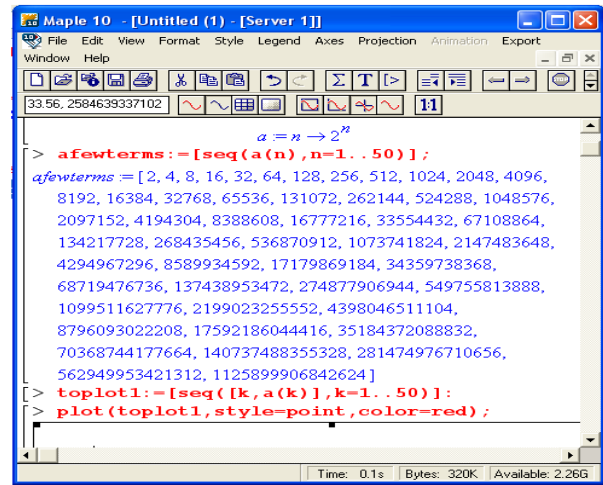 Maple 10 - [Untitled (1) - [Server 1]]
File Edit View Format Style Legend Axes Projection Animation Export
Window Help
Σ T [>
33.56, 2584639337102 1:1
a := n → 2^n
[> afewterms:=[seq(a(n),n=1..50)];
afewterms := [2, 4, 8, 16, 32, 64, 128, 256, 512, 1024, 2048, 4096,
8192, 16384, 32768, 65536, 131072, 262144, 524288, 1048576,
2097152, 4194304, 8388608, 16777216, 33554432, 67108864,
134217728, 268435456, 536870912, 1073741824, 2147483648,
4294967296, 8589934592, 17179869184, 34359738368,
68719476736, 137438953472, 274877906944, 549755813888,
1099511627776, 2199023255552, 4398046511104,
8796093022208, 17592186044416, 35184372088832,
70368744177664, 140737488355328, 281474976710656,
562949953421312, 1125899906842624]
[> toplot1:=[seq([k,a(k)],k=1..50)]:
[> plot(toplot1,style=point,color=red);
Time: 0.1s Bytes: 320K Available: 2.26G